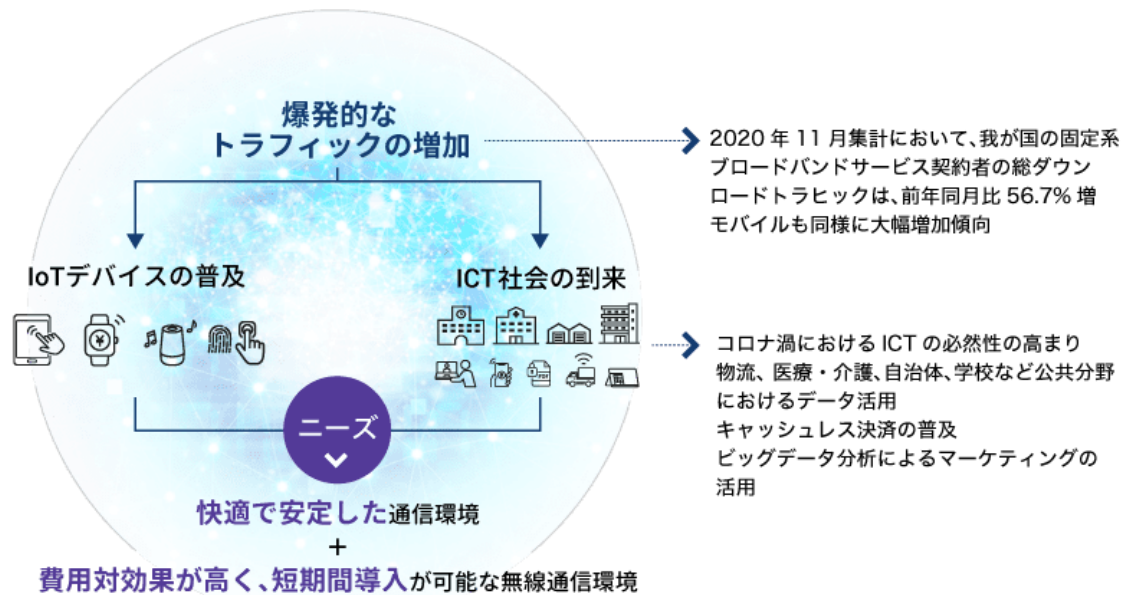 爆発的な
トラフィックの増加
2020 年 11 月集計において、我が国の固定系
ブロードバンドサービス契約者の総ダウン
ロードトラヒックは、前年同月比 56.7% 増
モバイルも同様に大幅増加傾向
IoTデバイスの普及
ICT社会の到来
コロナ渦における ICT の必然性の高まり
物流、医療・介護、自治体、学校など公共分野
におけるデータ活用
キャッシュレス決済の普及
ビッグデータ分析によるマーケティングの
活用
ニーズ
快適で安定した通信環境
+
費用対効果が高く、短期間導入が可能な無線通信環境